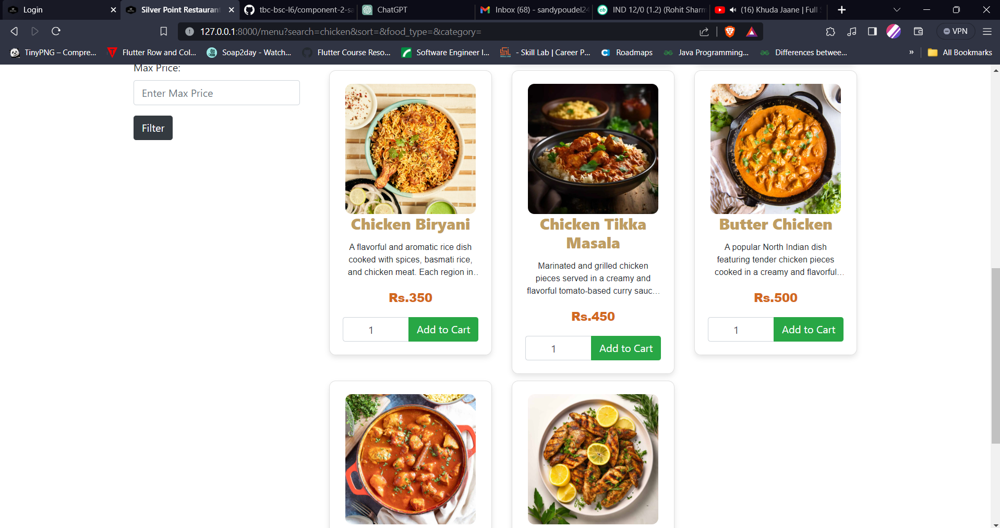 Login
Silver Point Restaurant
tbc-bsc-l6/component-2-sa
ChatGPT
Inbox (68) - sandypoudel24
IND 12/0 (1.2) (Rohit Sharm
(16) Khuda Jaane | Full S
127.0.0.1:8000/menu?search=chicken&sort=&food_type=&category=
VPN
TinyPNG – Compre...
Flutter Row and Col...
Soap2day - Watch...
Flutter Course Reso...
Software Engineer I...
- Skill Lab | Career P...
Roadmaps
Java Programming...
Differences betwee...
»
All Bookmarks
Max Price:
Enter Max Price
Filter
Chicken Biryani
A flavorful and aromatic rice dish
cooked with spices, basmati rice,
and chicken meat. Each region in..
Rs.350
1
Add to Cart
Chicken Tikka
Masala
Marinated and grilled chicken
pieces served in a creamy and
flavorful tomato-based curry sauc...
Rs.450
1
Add to Cart
Butter Chicken
A popular North Indian dish
featuring tender chicken pieces
cooked in a creamy and flavorful...
Rs.500
1
Add to Cart